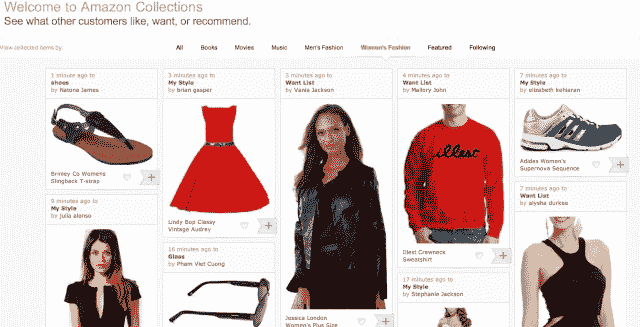 Welcome to Amazon Collections
See what other customers like, want, or recommend.
View collected items by:
All
Books
Movies
Music
Men's Fashion
Women's Fashion
Featured
Following
1 minute ago to
shoes
by Natona James
Brinley Co Womens
Slingback T-strap
9 minutes ago to
My Style
by julia alonso
3 minutes ago to
My Style
by brian gasper
Lindy Bop Classy
Vintage Audrey
16 minutes ago to
Glass
by Pham Viet Cuong
3 minutes ago to
Want List
by Vania Jackson
Jessica London
Women's Plus Size
4 minutes ago to
Want List
by Mallory John
illest
Illest Crewneck
Sweatshirt
17 minutes ago to
My Style
by Stephanie Jackson
7 minutes ago to
My Style
by elizabeth keharan
Adidas Women's
Supernova Sequence
7 minutes ago to
Want List
by alysha durkee